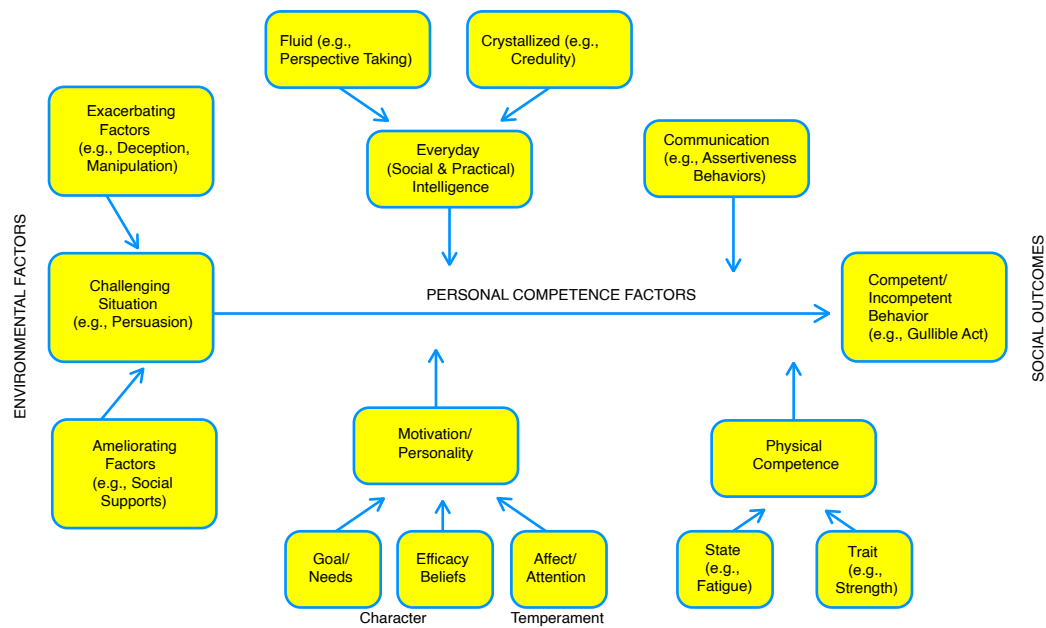 Fluid (e.g.,
Perspective Taking)
Crystallized (e.g.,
Credulity)
Exacerbating
Factors
(e.g., Deception,
Manipulation)
Everyday
(Social & Practical)
Intelligence
Communication
(e.g., Assertiveness
Behaviors)
ENVIRONMENTAL FACTORS
Challenging
Situation
(e.g., Persuasion)
PERSONAL COMPETENCE FACTORS
Competent/
Incompetent
Behavior
(e.g., Gullible Act)
SOCIAL OUTCOMES
Ameliorating
Factors
(e.g., Social
Supports)
Motivation/
Personality
Physical
Competence
Goal/
Needs
Efficacy
Beliefs
Affect/
Attention
State
(e.g.,
Fatigue)
Trait
(e.g.,
Strength)
Character
Temperament